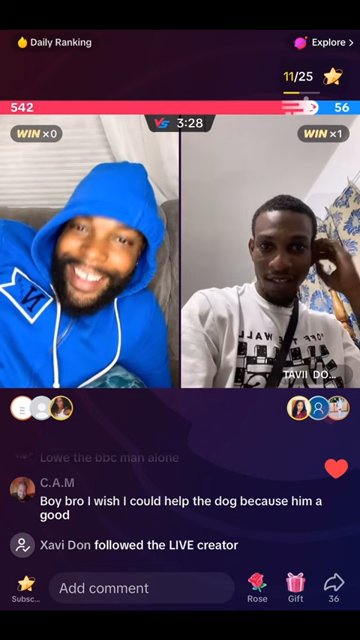 Daily Ranking
Explore >
11/25
542
56
VS 3:28
WIN ×0
WIN ×1
TAVII DO...
Lowe the bbc man alone
C.A.M
Boy bro I wish I could help the dog because him a
good
Xavi Don followed the LIVE creator
Subsc...
Add comment
Rose
Gift
36